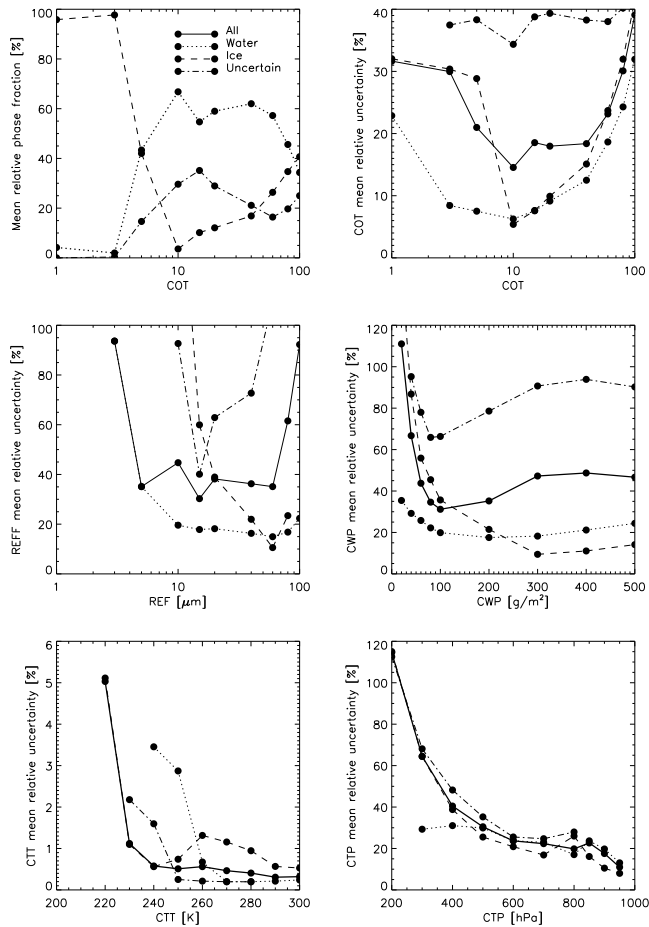 100
80
60
40
20
0
Mean relative phase fraction [%]
1 10 100
COT
All
Water
Ice
Uncertain
40
30
20
10
0
COT mean relative uncertainty [%]
1 10 100
COT
100
80
60
40
20
0
REFF mean relative uncertainty [%]
1 10 100
REF [μm]
120
100
80
60
40
20
0
CWP mean relative uncertainty [%]
0 100 200 300 400 500
CWP [g/m²]
6
5
4
3
2
1
0
CTT mean relative uncertainty [%]
200 220 240 260 280 300
CTT [K]
120
100
80
60
40
20
0
CTP mean relative uncertainty [%]
200 400 600 800 1000
CTP [hPa]